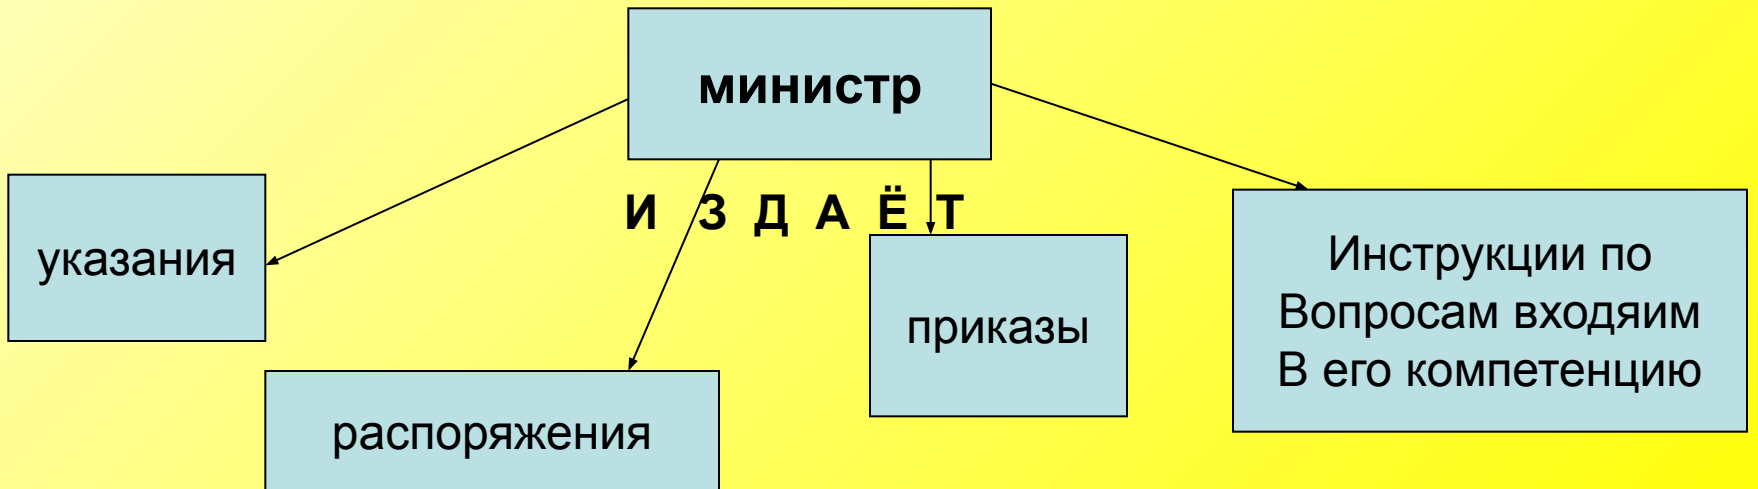 министр
И З Д А Ё Т
указания
распоряжения
приказы
Инструкции по
Вопросам входяим
В его компетенцию